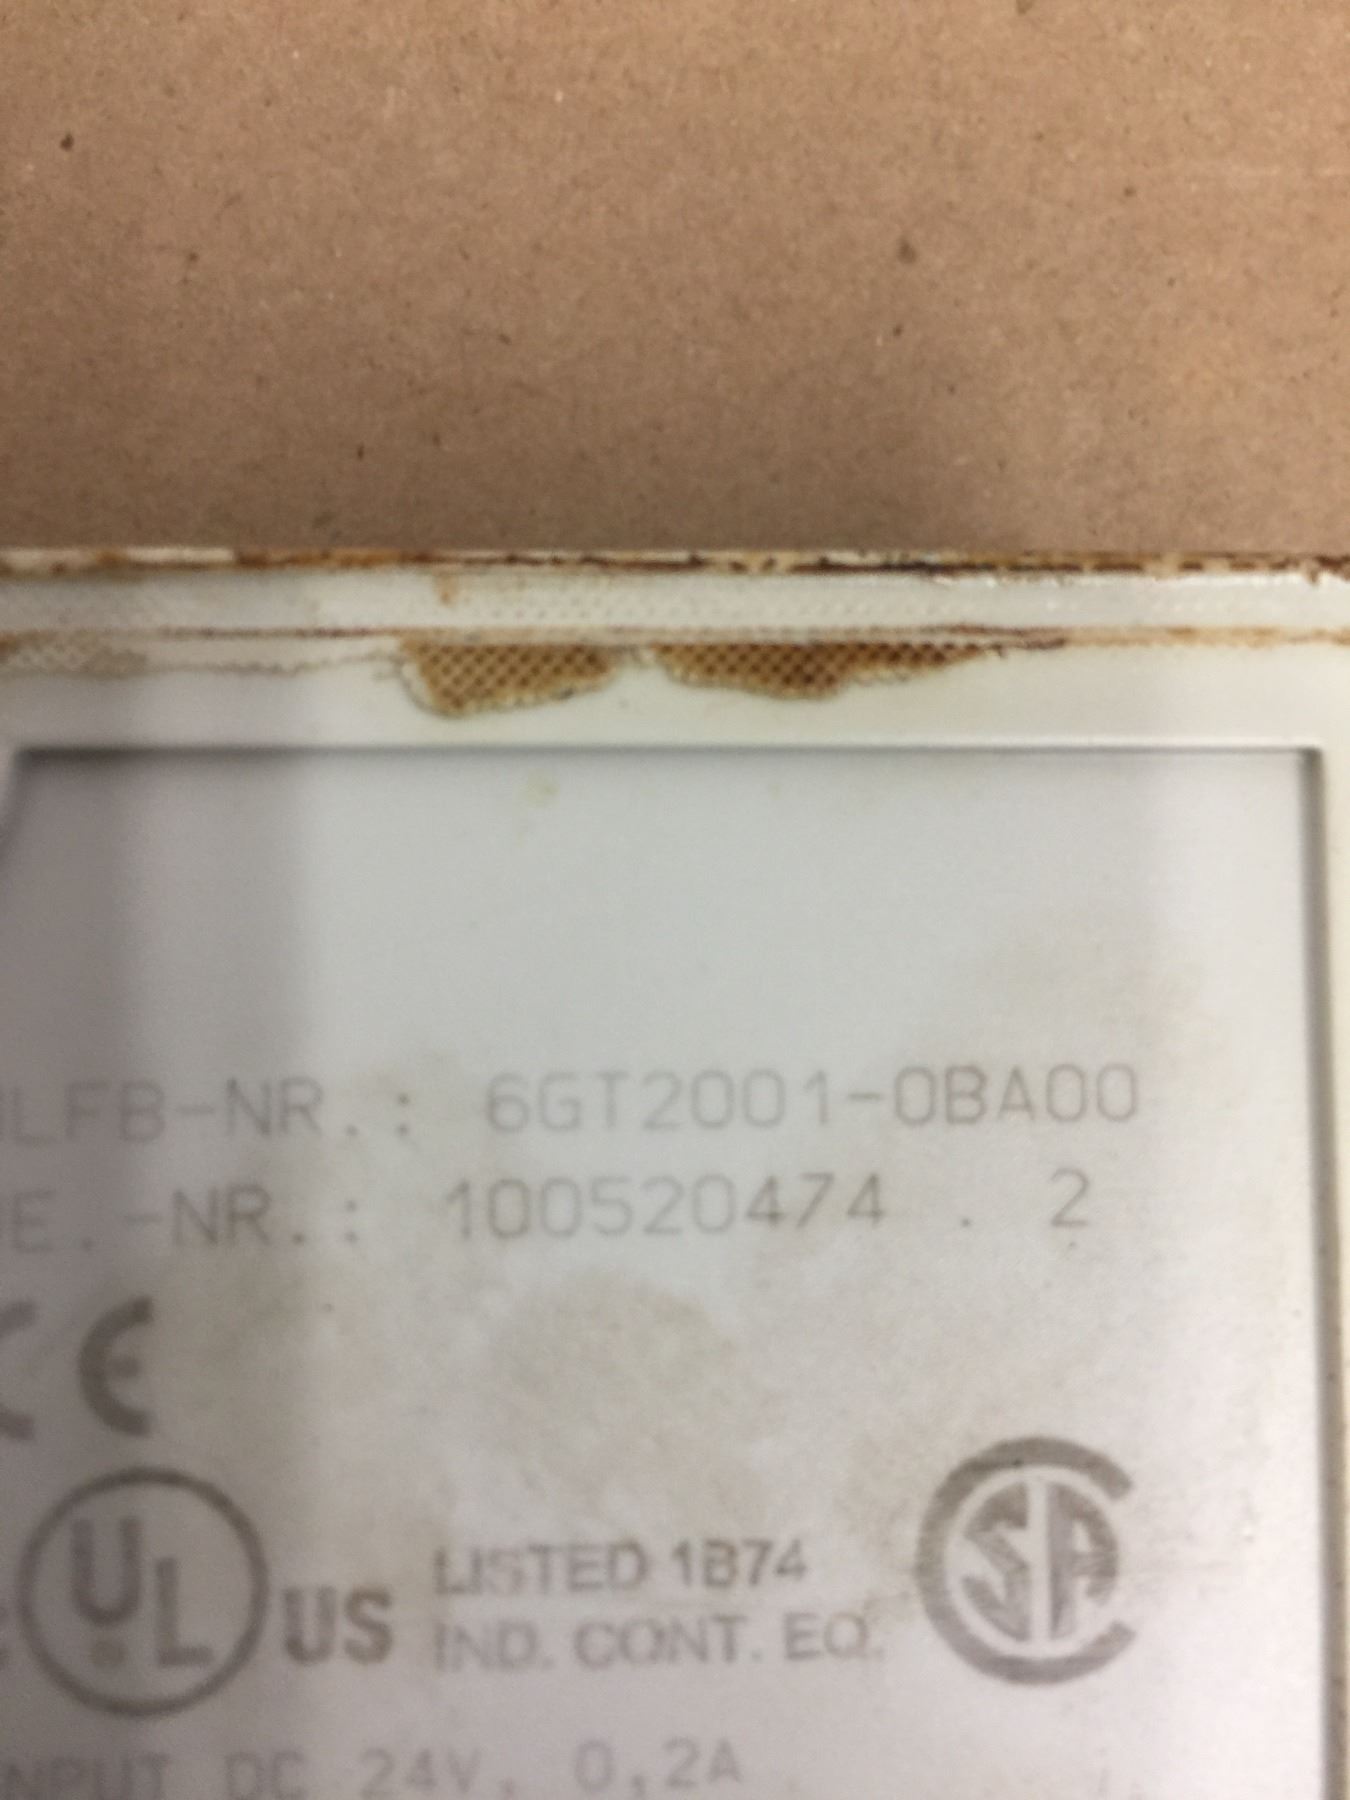 LFB-NR.: 6GT2001-0BA00
E.-NR.: 100520474 . 2
CE
UL US LISTED 1B74
IND. CONT. EQ.
SA
NPUT DC 24V, 0,2A